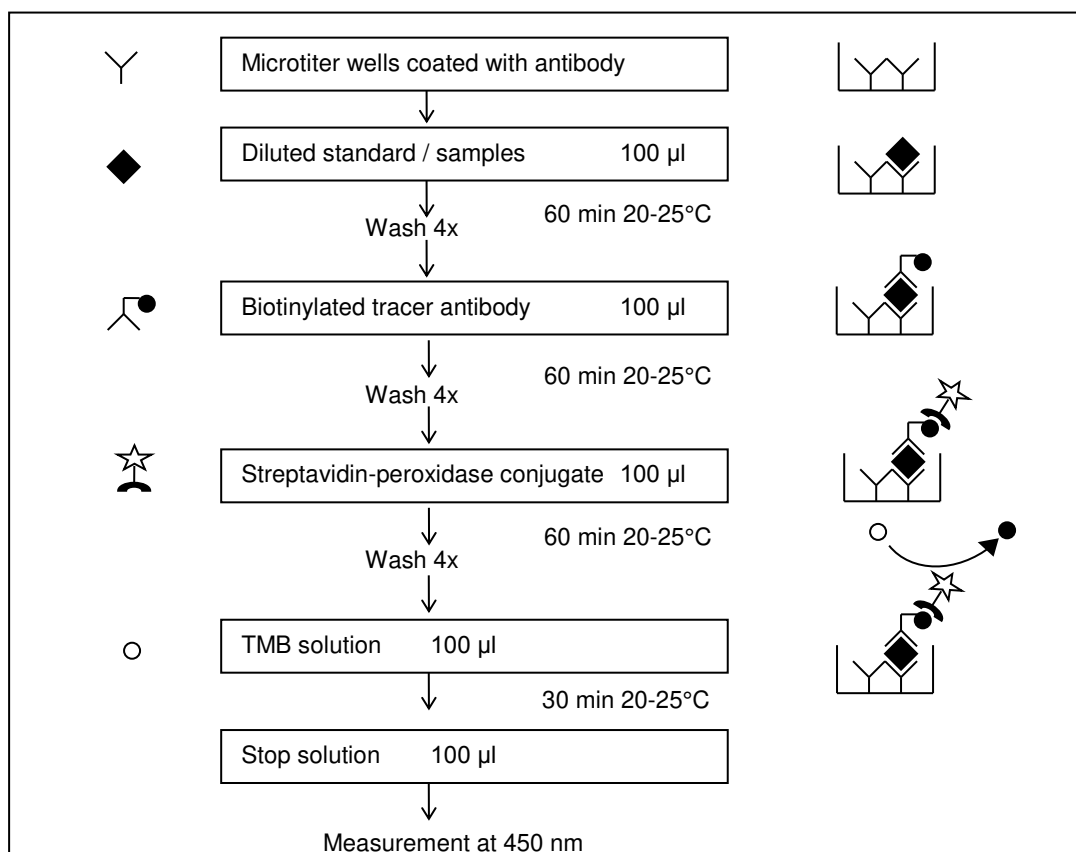 Microtiter wells coated with antibody
Diluted standard / samples 100 µl
60 min 20-25°C
Wash 4x
Biotinylated tracer antibody 100 µl
60 min 20-25°C
Wash 4x
Streptavidin-peroxidase conjugate 100 µl
60 min 20-25°C
Wash 4x
TMB solution 100 µl
30 min 20-25°C
Stop solution 100 µl
Measurement at 450 nm